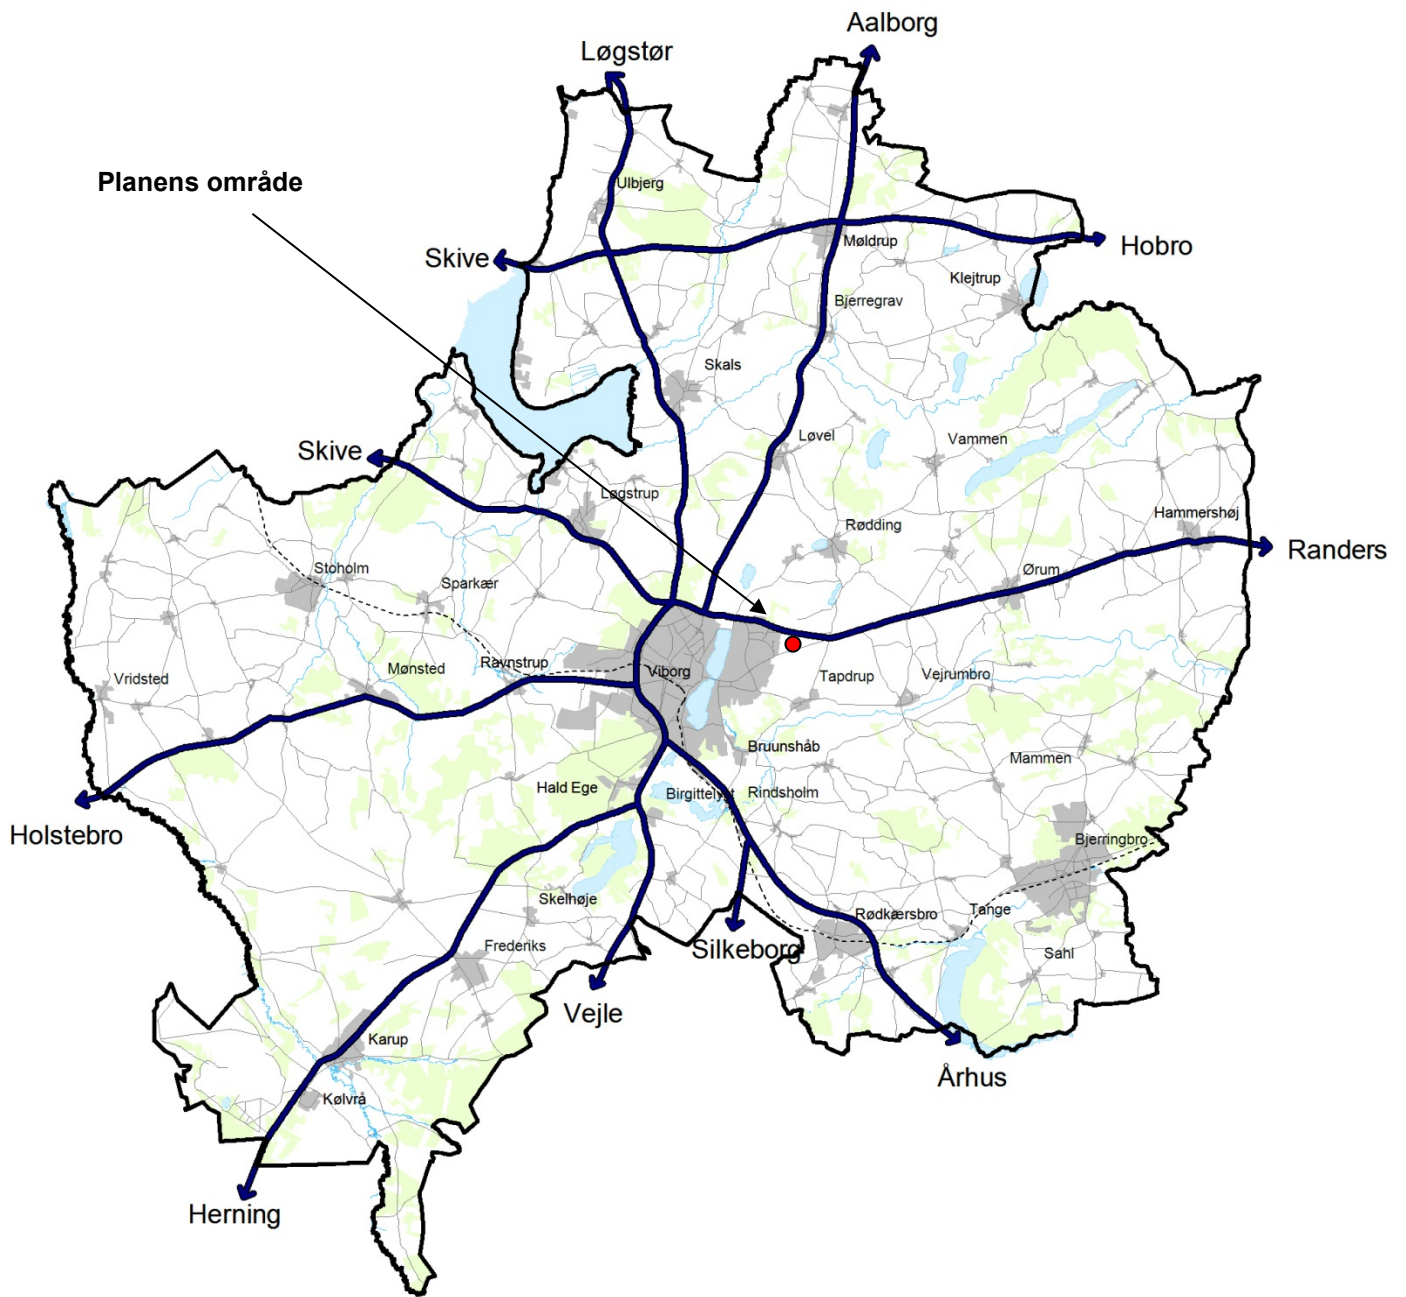 Aalborg
Løgstør
Planens område
Ulbjerg
Skive
Møldrup
Hobro
Klejtrup
Bjerregrav
Skals
Løvel
Vammen
Skive
Løgstrup
Hammershøj
Rødding
Randers
Stoholm
Sparkær
Ørum
Mønsted
Ravnstrup
Viborg
Vridsted
Tapdrup
Vejrumbro
Bruunshåb
Mammen
Hald Ege
Birgittelyst
Rindsholm
Holstebro
Bjerringbro
Skelhøje
Tange
Rødkærsbro
Frederiks
Silkeborg
Sahl
Vejle
Karup
Århus
Kølvrå
Herning